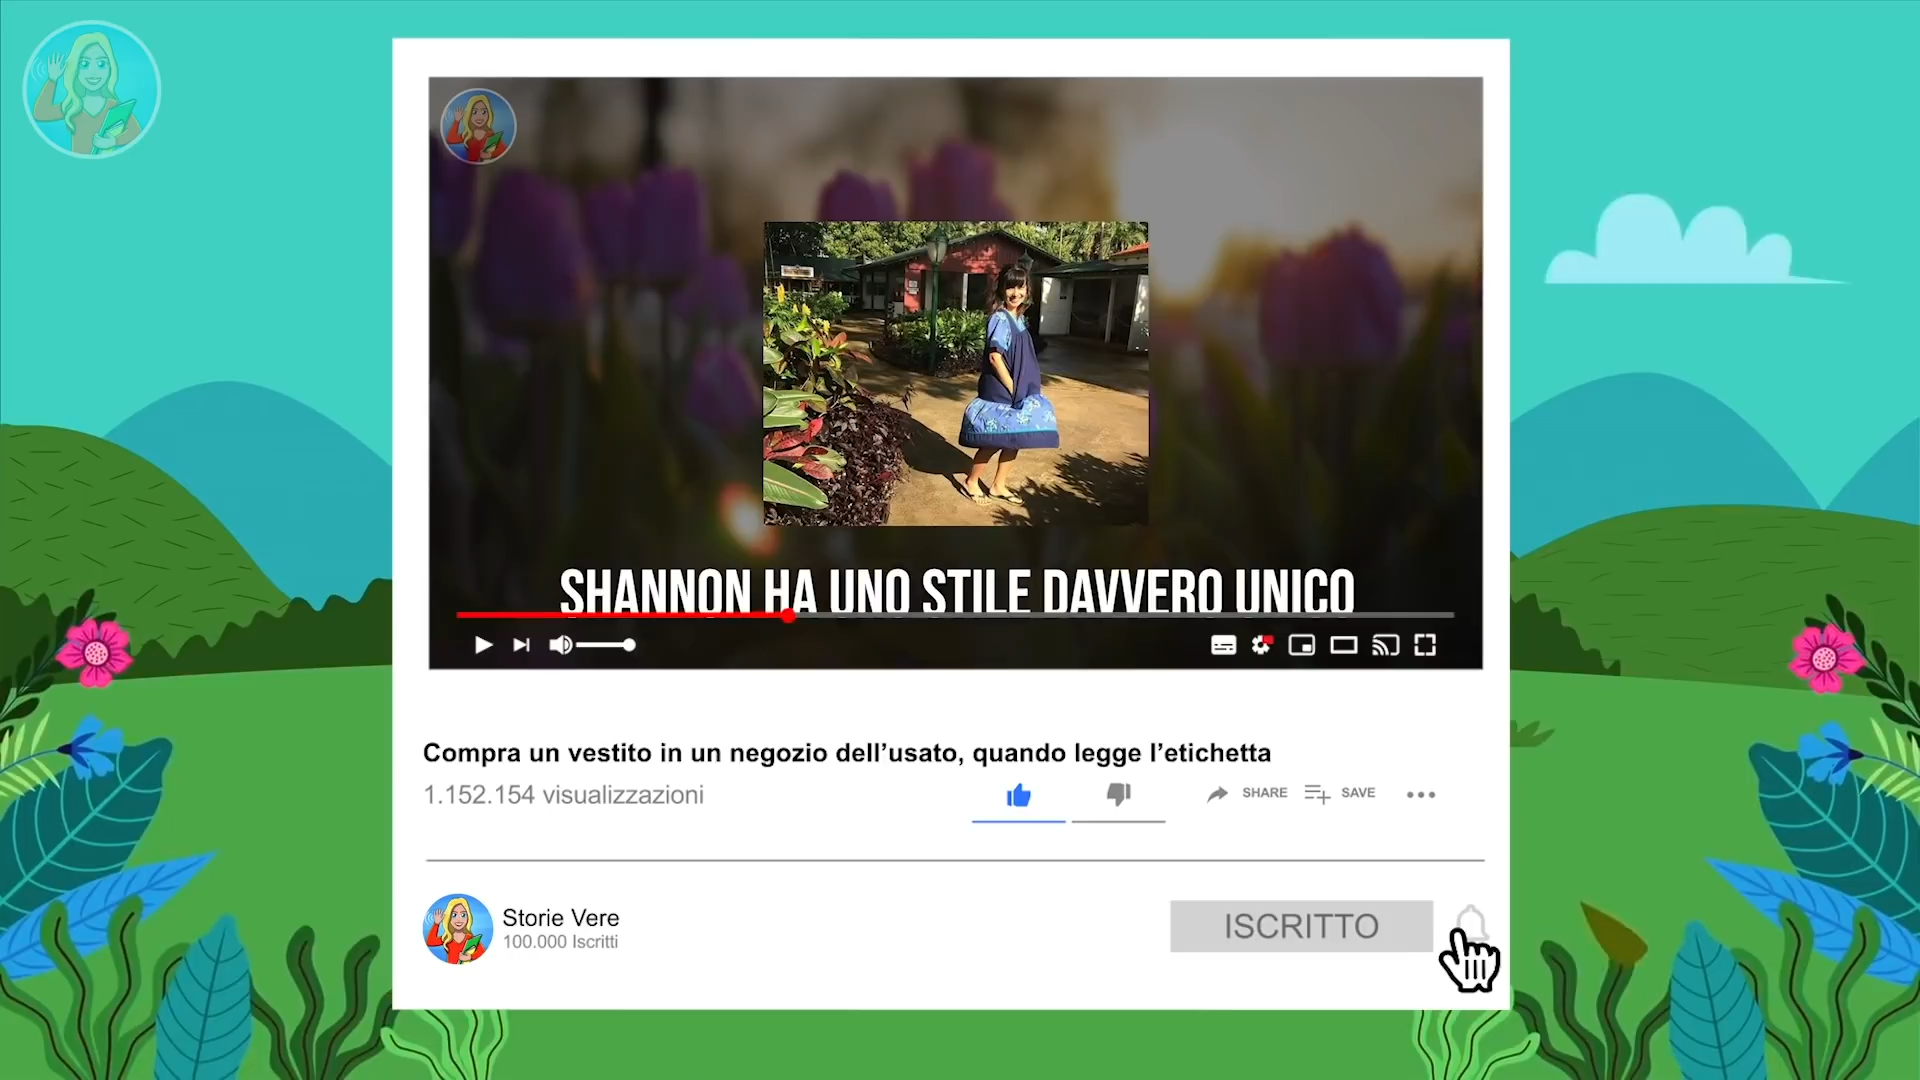 SHANNON HA UNO STILE DAVVERO UNICO
Compra un vestito in un negozio dell’usato, quando legge l’etichetta
1.152.154 visualizzazioni
SHARE
SAVE
Storie Vere
100.000 Iscritti
ISCRITTO